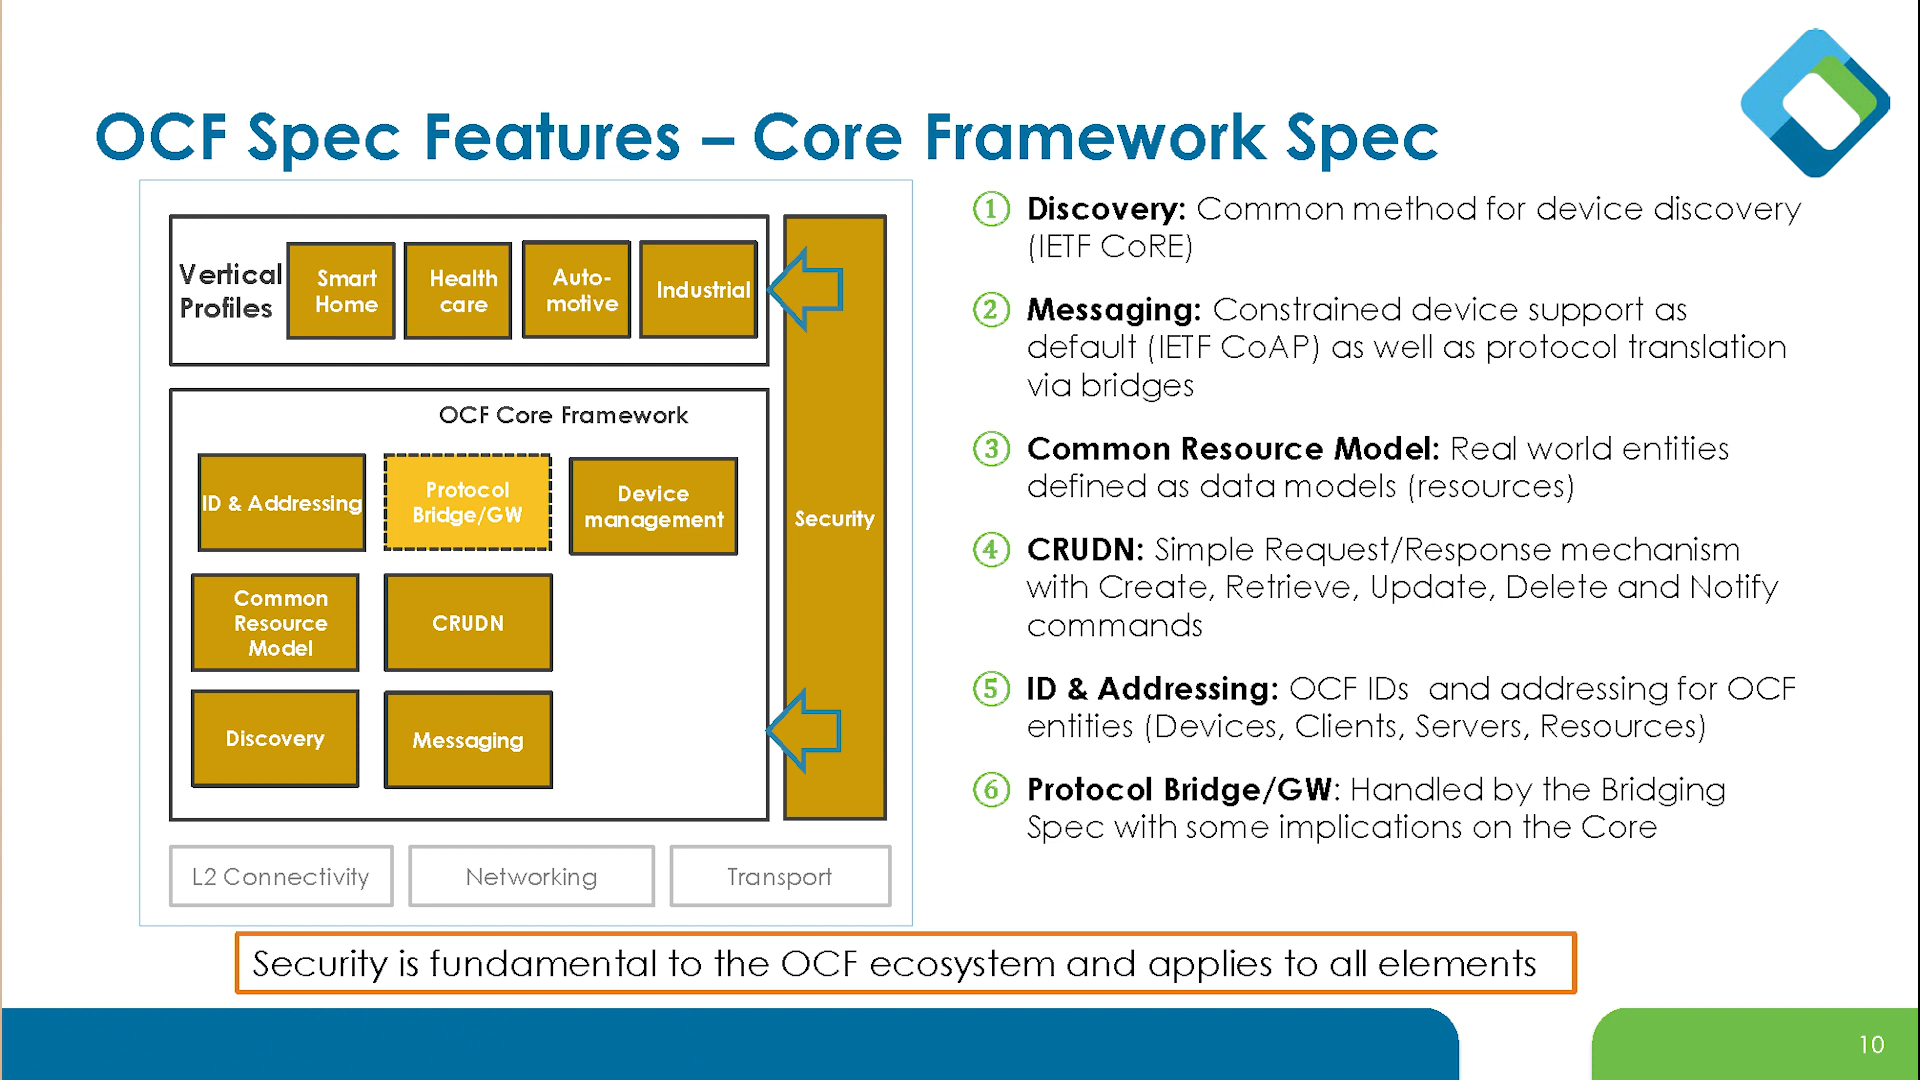 OCF Spec Features – Core Framework Spec
Vertical
Profiles
Smart
Home
Health
care
Auto-
motive
Industrial
OCF Core Framework
ID & Addressing
Protocol
Bridge/GW
Device
management
Common
Resource
Model
CRUDN
Discovery
Messaging
Security
L2 Connectivity
Networking
Transport
① Discovery: Common method for device discovery
(IETF CoRE)
② Messaging: Constrained device support as
default (IETF CoAP) as well as protocol translation
via bridges
③ Common Resource Model: Real world entities
defined as data models (resources)
④ CRUDN: Simple Request/Response mechanism
with Create, Retrieve, Update, Delete and Notify
commands
⑤ ID & Addressing: OCF IDs and addressing for OCF
entities (Devices, Clients, Servers, Resources)
⑥ Protocol Bridge/GW: Handled by the Bridging
Spec with some implications on the Core
Security is fundamental to the OCF ecosystem and applies to all elements
10